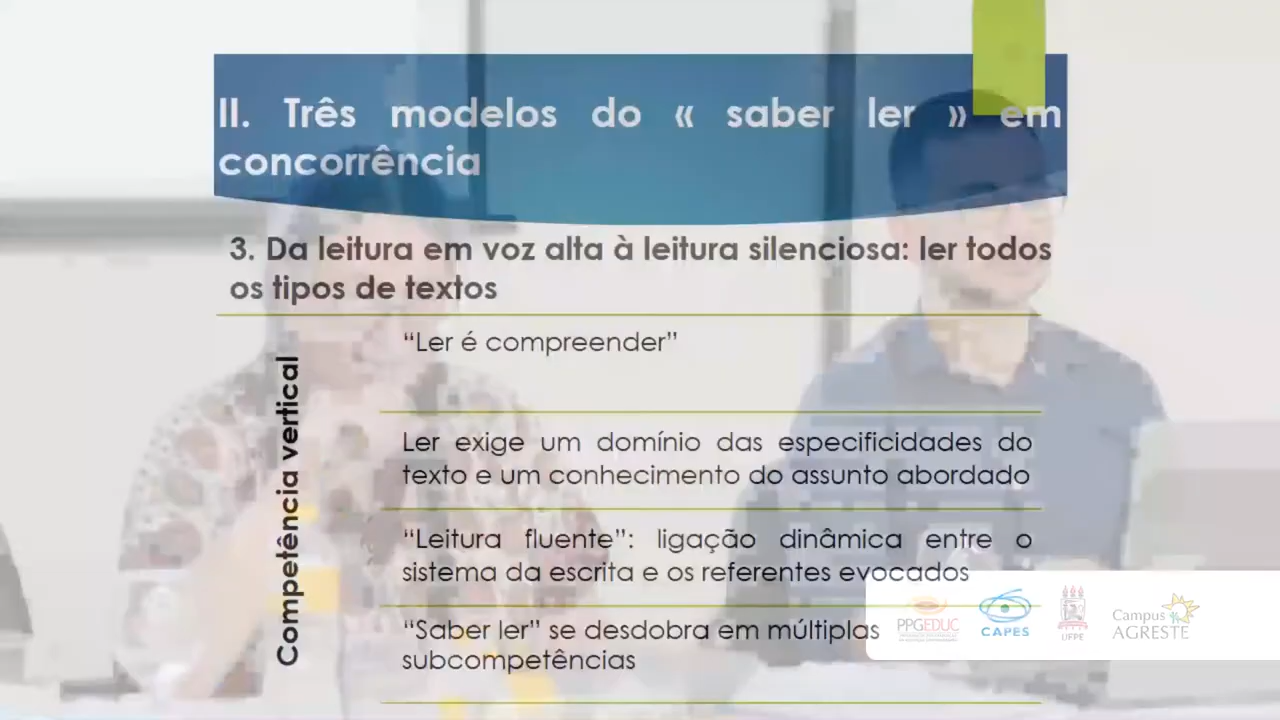 II. Três modelos do « saber ler » em
concorrência
3. Da leitura em voz alta à leitura silenciosa: ler todos
os tipos de textos
Competência vertical
“Ler é compreender”
Ler exige um domínio das especificidades do
texto e um conhecimento do assunto abordado
“Leitura fluente”: ligação dinâmica entre o
sistema da escrita e os referentes evocados
“Saber ler” se desdobra em múltiplas
subcompetências
PPGEDUC
CAPES
UFPE
Campus
AGRESTE